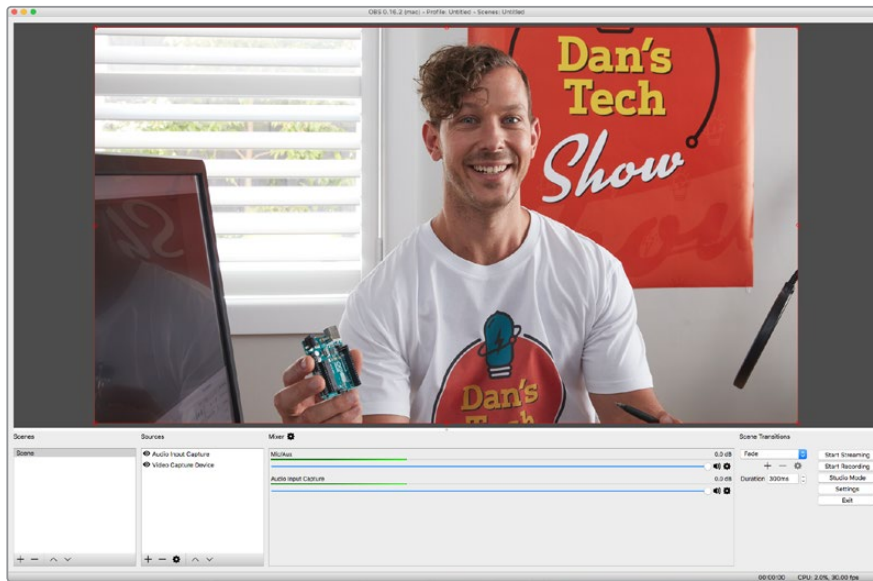 OBS 0.16.2 (mac) - Profile: Untitled - Scenes: Untitled
Dan's
Tech
Show
Dan's
Scenes
Sources
Mixer
Scene Transitions
Scene
Audio Input Capture
Video Capture Device
Mic/Aux
0.0 dB
Audio Input Capture
0.0 dB
Fade
Duration 300ms
Start Streaming
Start Recording
Studio Mode
Settings
Exit
00:00:00
CPU: 2.0%, 30.00 fps